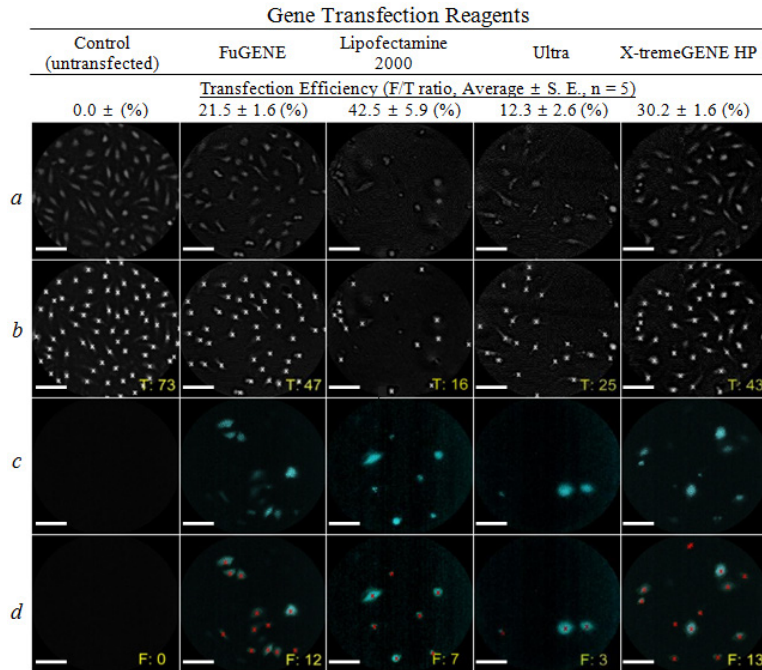 Gene Transfection Reagents
Control (untransfected) FuGENE Lipofectamine 2000 Ultra X-tremeGENE HP
Transfection Efficiency (F/T ratio, Average ± S. E., n = 5)
0.0 ± (%) 21.5 ± 1.6 (%) 42.5 ± 5.9 (%) 12.3 ± 2.6 (%) 30.2 ± 1.6 (%)
a
b
T: 73 T: 47 T: 16 T: 25 T: 43
c
d
F: 0 F: 12 F: 7 F: 3 F: 13